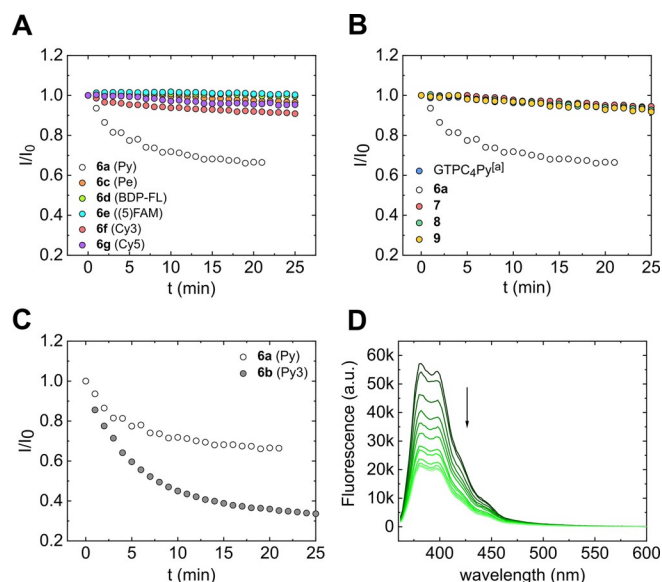 A
I/I0
1.2
1.0
0.8
0.6
0.4
0.2
6a (Py)
6c (Pe)
6d (BDP-FL)
6e ((5)FAM)
6f (Cy3)
6g (Cy5)
0 5 10 15 20 25
t (min)
B
I/I0
1.2
1.0
0.8
0.6
0.4
0.2
GTPC4Py[a]
6a
7
8
9
0 5 10 15 20 25
t (min)
C
I/I0
1.2
1.0
0.8
0.6
0.4
0.2
6a (Py)
6b (Py3)
0 5 10 15 20 25
t (min)
D
Fluorescence (a.u.)
60k
50k
40k
30k
20k
10k
0
400 450 500 550 600
wavelength (nm)